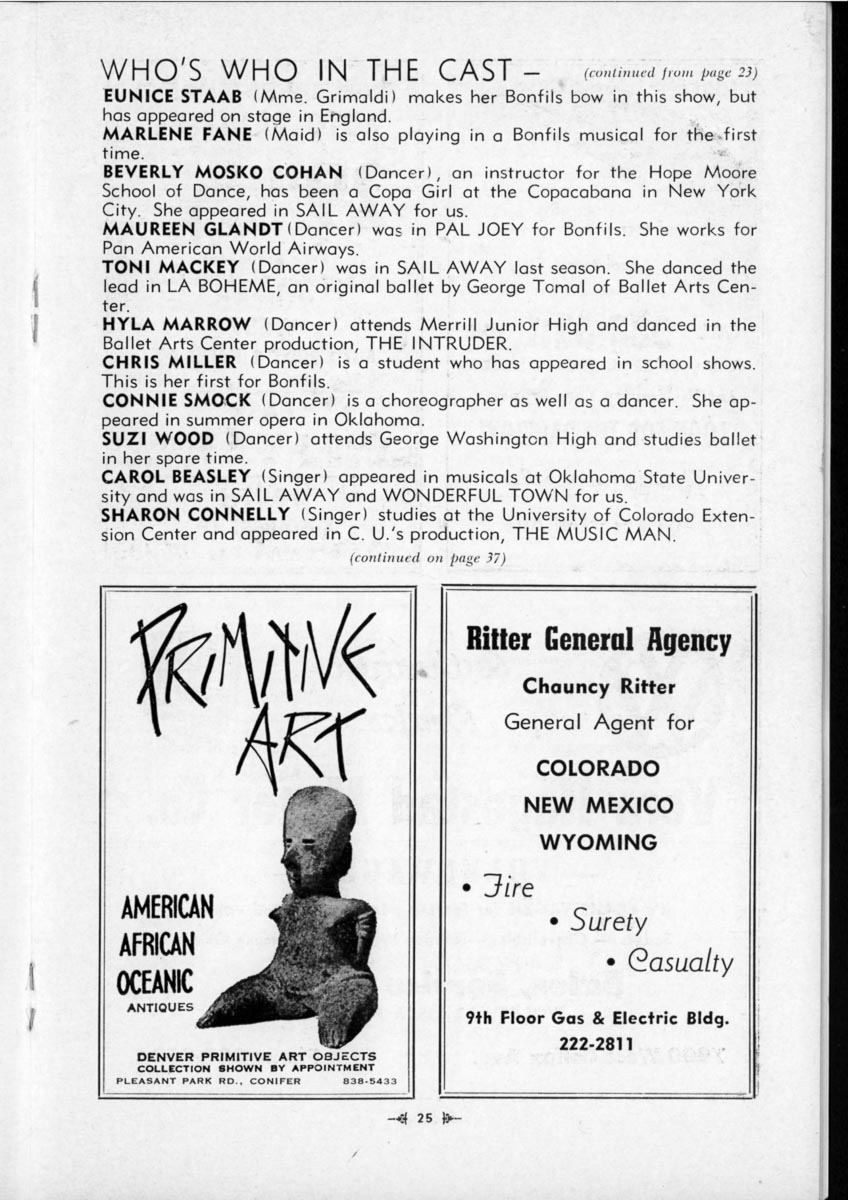 WHO'S WHO IN THE CAST – (continued from page 23)
EUNICE STAAB (Mme. Grimaldi) makes her Bonfils bow in this show, but
has appeared on stage in England.
MARLENE FANE (Maid) is also playing in a Bonfils musical for the first
time.
BEVERLY MOSKO COHAN (Dancer), an instructor for the Hope Moore
School of Dance, has been a Copa Girl at the Copacabana in New York
City. She appeared in SAIL AWAY for us.
MAUREEN GLANDT (Dancer) was in PAL JOEY for Bonfils. She works for
Pan American World Airways.
TONI MACKEY (Dancer) was in SAIL AWAY last season. She danced the
lead in LA BOHEME, an original ballet by George Tomal of Ballet Arts Cen-
ter.
HYLA MARROW (Dancer) attends Merrill Junior High and danced in the
Ballet Arts Center production, THE INTRUDER.
CHRIS MILLER (Dancer) is a student who has appeared in school shows.
This is her first for Bonfils.
CONNIE SMOCK (Dancer) is a choreographer as well as a dancer. She ap-
peared in summer opera in Oklahoma.
SUZI WOOD (Dancer) attends George Washington High and studies ballet
in her spare time.
CAROL BEASLEY (Singer) appeared in musicals at Oklahoma State Univer-
sity and was in SAIL AWAY and WONDERFUL TOWN for us.
SHARON CONNELLY (Singer) studies at the University of Colorado Exten-
sion Center and appeared in C. U.'s production, THE MUSIC MAN.
(continued on page 37)
PRIMITIVE
ART
AMERICAN
AFRICAN
OCEANIC
ANTIQUES
DENVER PRIMITIVE ART OBJECTS
COLLECTION SHOWN BY APPOINTMENT
PLEASANT PARK RD., CONIFER 838-5433
Ritter General Agency
Chauncy Ritter
General Agent for
COLORADO
NEW MEXICO
WYOMING
• Fire
• Surety
• Casualty
9th Floor Gas & Electric Bldg.
222-2811
25